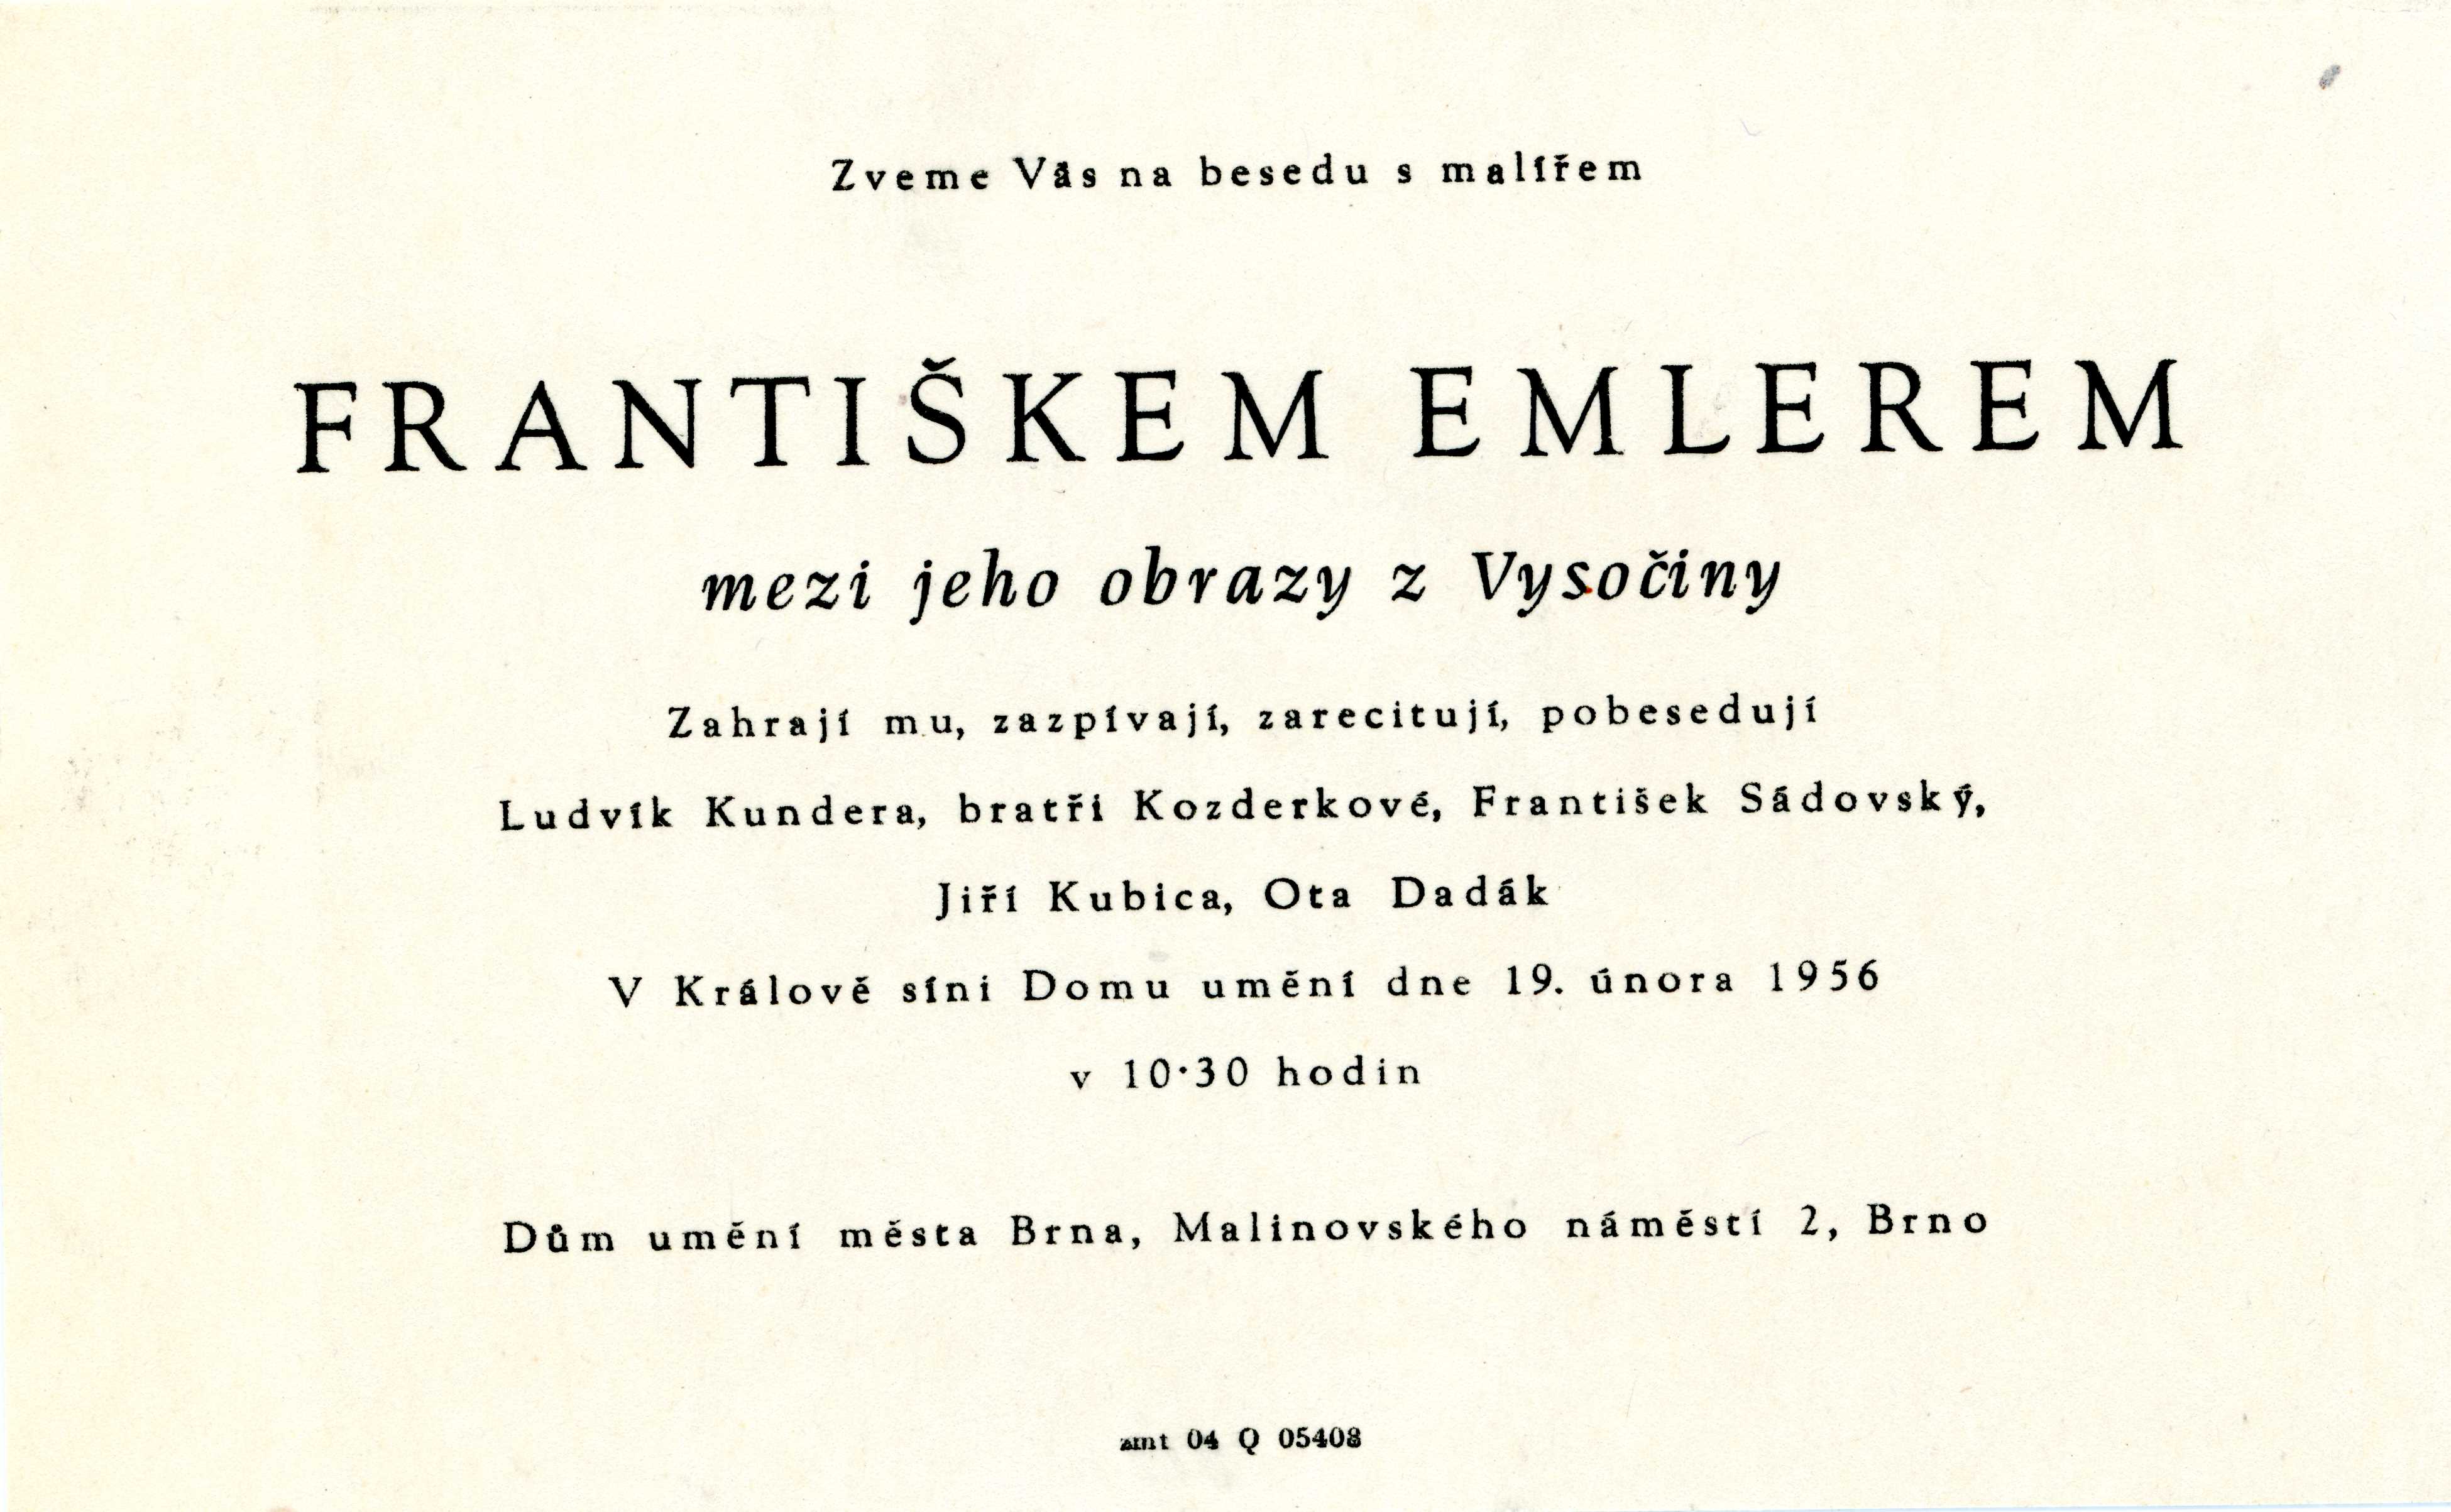 Zveme Vás na besedu s malířem
FRANTIŠKEM EMLEREM
mezi jeho obrazy z Vysočiny
Zahrají mu, zazpívají, zarecitují, pobesedují
Ludvík Kundera, bratři Kozderkové, František Sádovský,
Jiří Kubica, Ota Dadák
V Králově síni Domu umění dne 19. února 1956
v 10·30 hodin
Dům umění města Brna, Malinovského náměstí 2, Brno
04 Q 05408